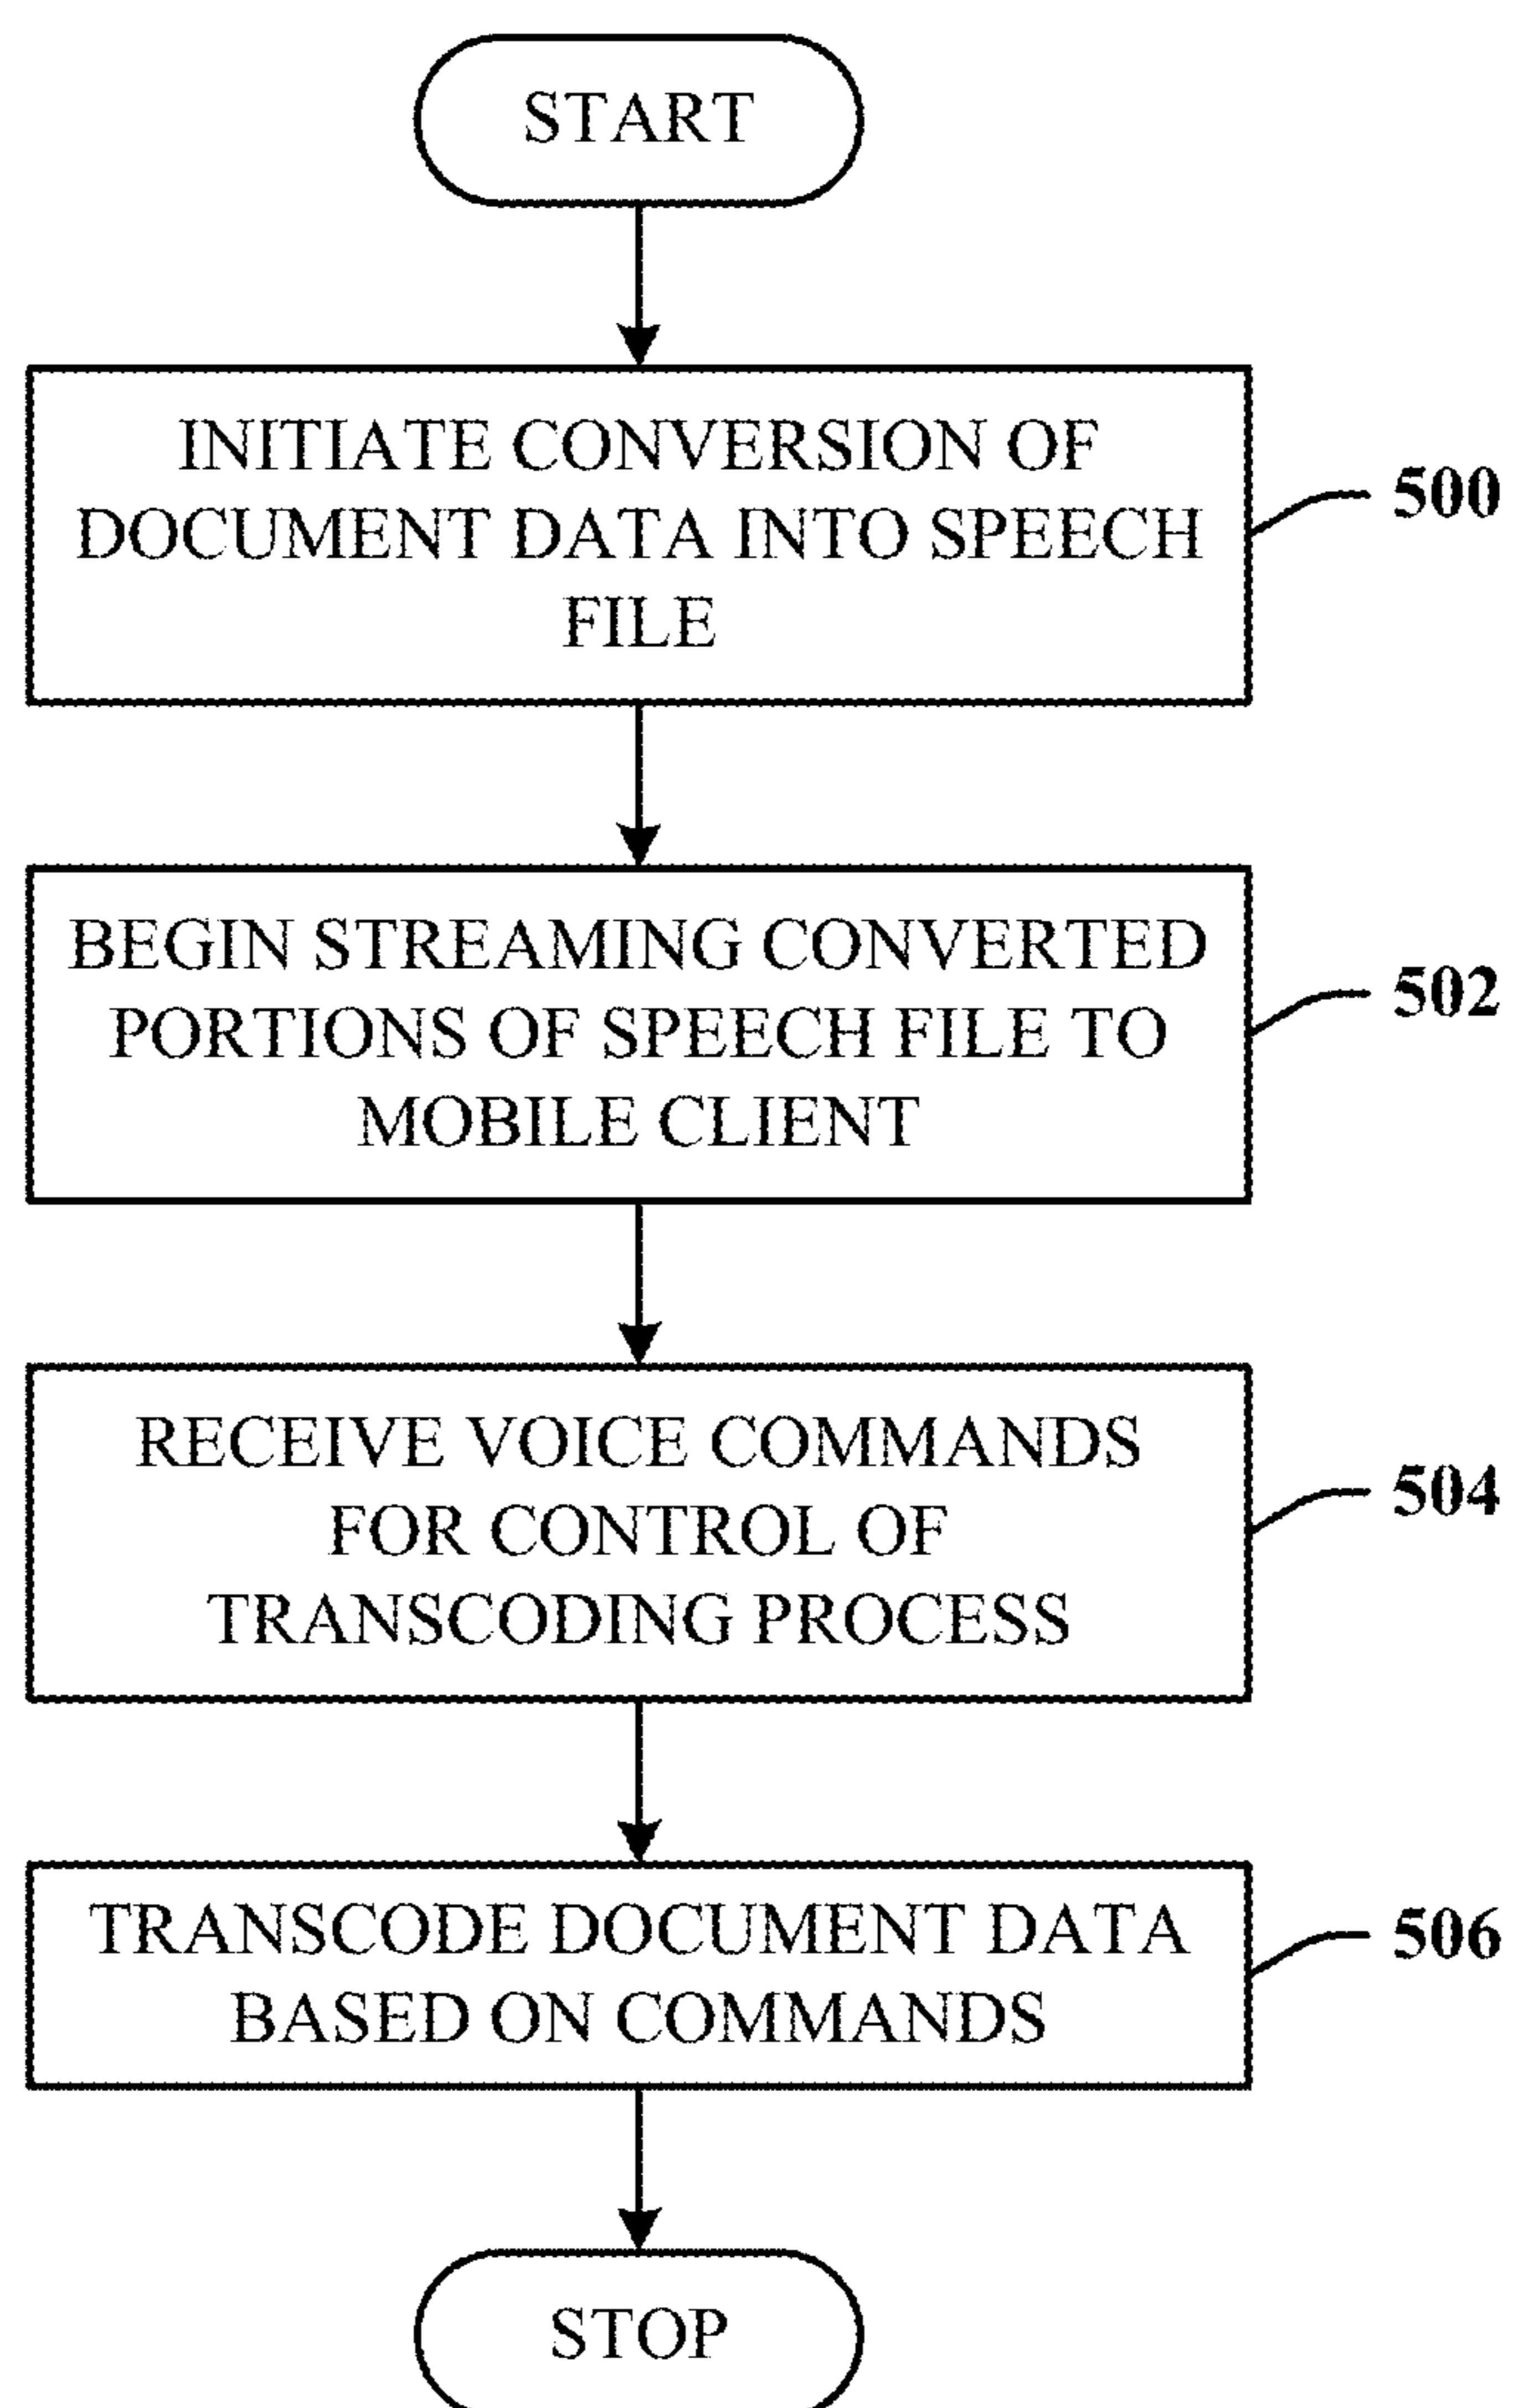 START
INITIATE CONVERSION OF
DOCUMENT DATA INTO SPEECH
FILE
500
BEGIN STREAMING CONVERTED
PORTIONS OF SPEECH FILE TO
MOBILE CLIENT
502
RECEIVE VOICE COMMANDS
FOR CONTROL OF
TRANSCODING PROCESS
504
TRANSCODE DOCUMENT DATA
BASED ON COMMANDS
506
STOP